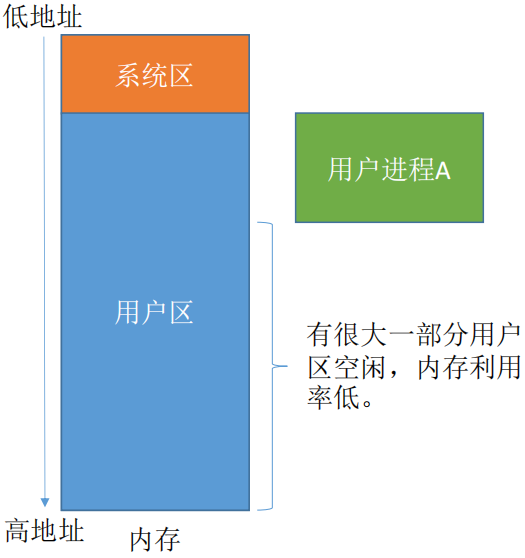 低地址
系统区
用户进程A
用户区
有很大一部分用户
区空闲，内存利用
率低。
高地址
内存